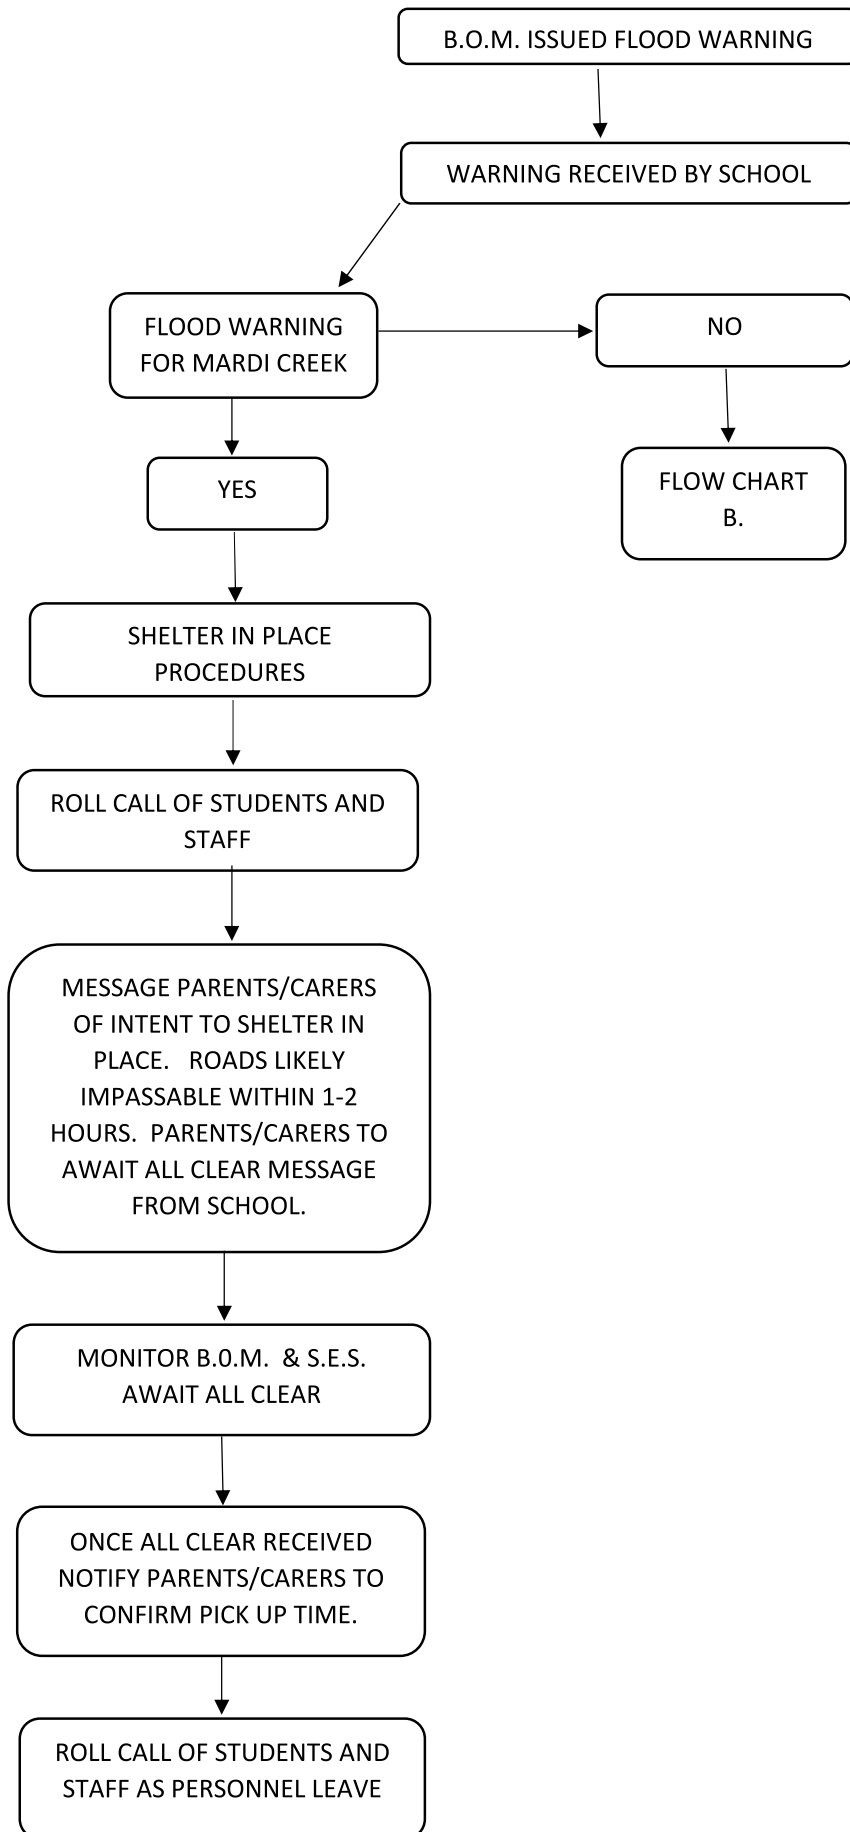 B.O.M. ISSUED FLOOD WARNING
WARNING RECEIVED BY SCHOOL
FLOOD WARNING
FOR MARDI CREEK
NO
YES
FLOW CHART
B.
SHELTER IN PLACE
PROCEDURES
ROLL CALL OF STUDENTS AND
STAFF
MESSAGE PARENTS/CARERS
OF INTENT TO SHELTER IN
PLACE.   ROADS LIKELY
IMPASSABLE WITHIN 1-2
HOURS.  PARENTS/CARERS TO
AWAIT ALL CLEAR MESSAGE
FROM SCHOOL.
MONITOR B.0.M.  & S.E.S.
AWAIT ALL CLEAR
ONCE ALL CLEAR RECEIVED
NOTIFY PARENTS/CARERS TO
CONFIRM PICK UP TIME.
ROLL CALL OF STUDENTS AND
STAFF AS PERSONNEL LEAVE